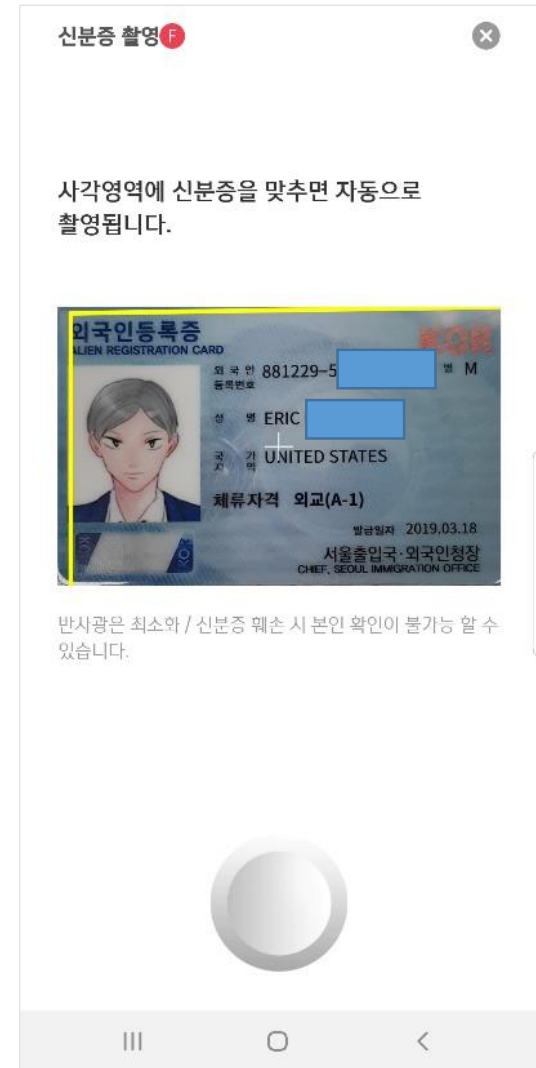 신분증 촬영 F
사각영역에 신분증을 맞추면 자동으로
촬영됩니다.
외국인등록증
ALIEN REGISTRATION CARD
KOR
외국인
등록번호
881229-5
별 M
성 명 ERIC
국 가
지 역
UNITED STATES
체류자격 외교(A-1)
발급일자 2019.03.18
서울출입국·외국인청장
CHIEF, SEOUL IMMIGRATION OFFICE
KOR
반사광은 최소화 / 신분증 훼손 시 본인 확인이 불가능 할 수
있습니다.